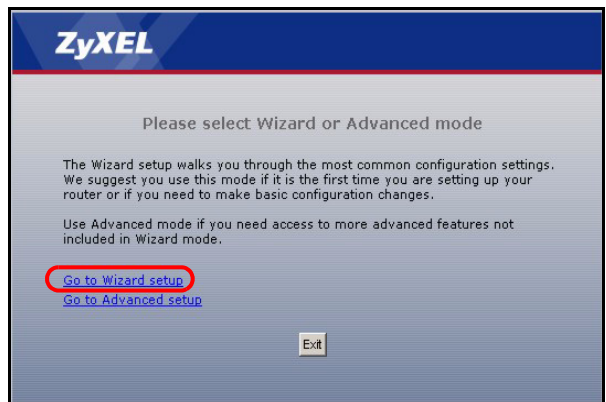 ZyXEL
Please select Wizard or Advanced mode
The Wizard setup walks you through the most common configuration settings.
We suggest you use this mode if it is the first time you are setting up your
router or if you need to make basic configuration changes.
Use Advanced mode if you need access to more advanced features not
included in Wizard mode.
Go to Wizard setup
Go to Advanced setup
Exit